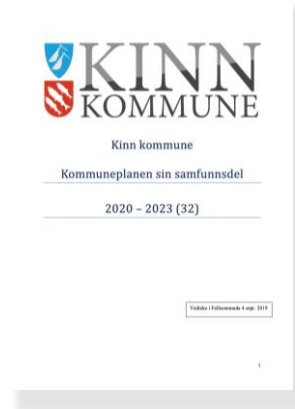 KINN
KOMMUNE
Kinn kommune
Kommuneplanen sin samfunnsdel
2020 – 2023 (32)
Vedteke i Fellesnemnda 4 sept. 2019
1